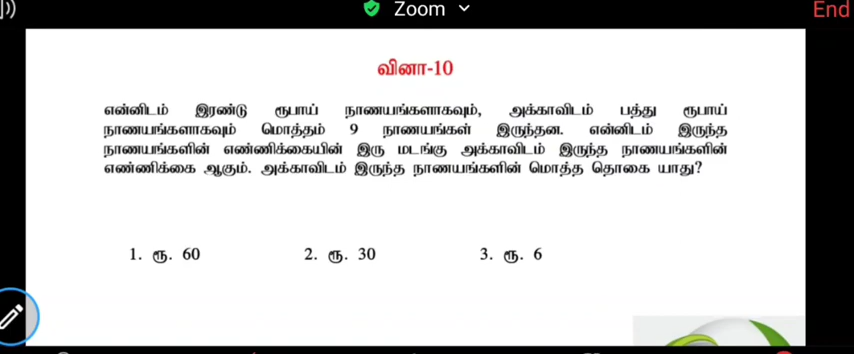 Zoom
End
வினா-10
என்னிடம் இரண்டு ரூபாய் நாணயங்களாகவும், அக்காவிடம் பத்து ரூபாய்
நாணயங்களாகவும் மொத்தம் 9 நாணயங்கள் இருந்தன. என்னிடம் இருந்த
நாணயங்களின் எண்ணிக்கையின் இரு மடங்கு அக்காவிடம் இருந்த நாணயங்களின்
எண்ணிக்கை ஆகும். அக்காவிடம் இருந்த நாணயங்களின் மொத்த தொகை யாது?
1. ரூ. 60 2. ரூ. 30 3. ரூ. 6